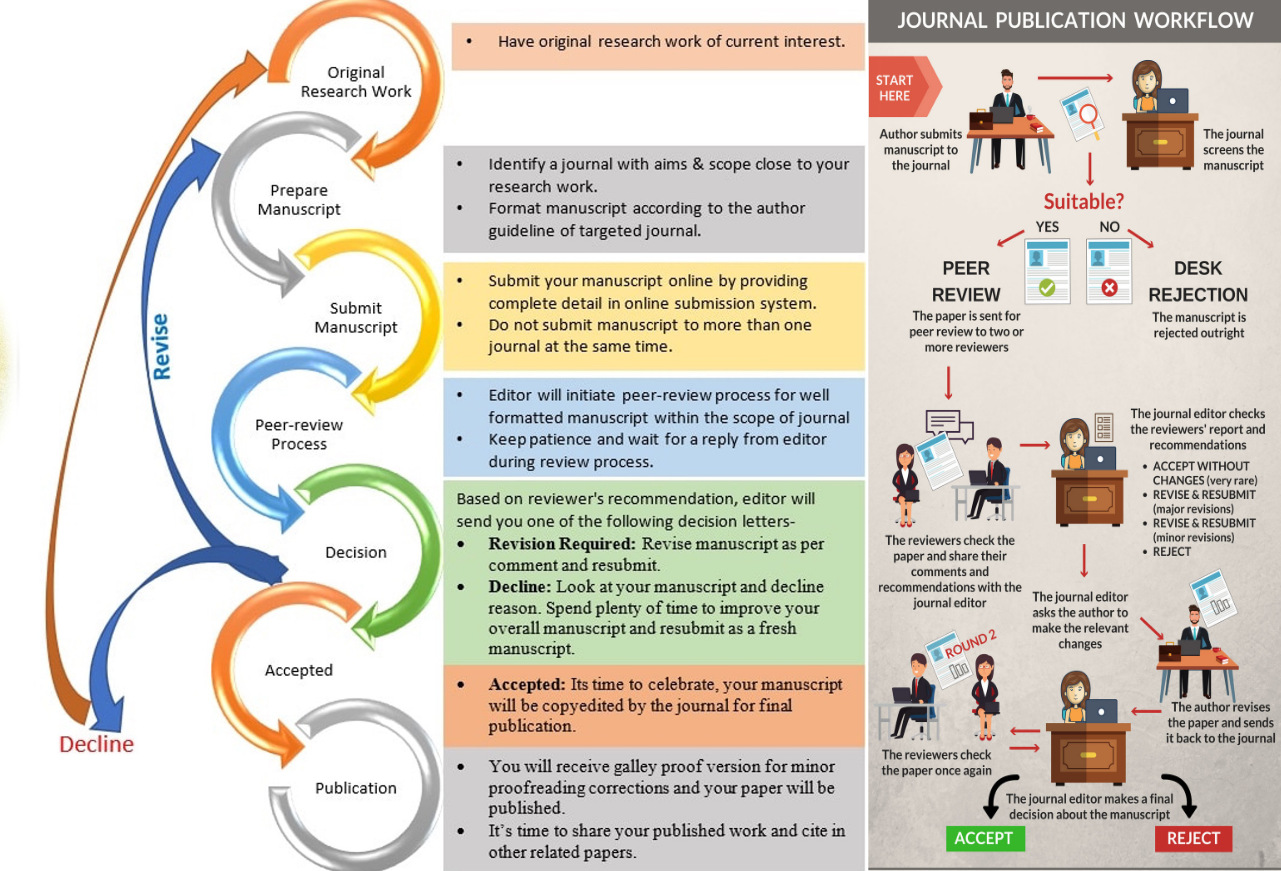 Original
Research Work
• Have original research work of current interest.
Prepare
Manuscript
• Identify a journal with aims & scope close to your
research work.
• Format manuscript according to the author
guideline of targeted journal.
Submit
Manuscript
• Submit your manuscript online by providing
complete detail in online submission system.
• Do not submit manuscript to more than one
journal at the same time.
Revise
Peer-review
Process
• Editor will initiate peer-review process for well
formatted manuscript within the scope of journal
• Keep patience and wait for a reply from editor
during review process.
Decision
Based on reviewer's recommendation, editor will
send you one of the following decision letters-
• Revision Required: Revise manuscript as per
comment and resubmit.
• Decline: Look at your manuscript and decline
reason. Spend plenty of time to improve your
overall manuscript and resubmit as a fresh
manuscript.
Accepted
• Accepted: Its time to celebrate, your manuscript
will be copyedited by the journal for final
publication.
Decline
Publication
• You will receive galley proof version for minor
proofreading corrections and your paper will be
published.
• It's time to share your published work and cite in
other related papers.
JOURNAL PUBLICATION WORKFLOW
START
HERE
Author submits
manuscript to
the journal
The journal
screens the
manuscript
Suitable?
YES
NO
PEER
REVIEW
The paper is sent for
peer review to two or
more reviewers
DESK
REJECTION
The manuscript is
rejected outright
The reviewers check the
paper and share their
comments and
recommendations with the
journal editor
The journal editor checks
the reviewers' report and
recommendations
• ACCEPT WITHOUT
CHANGES (very rare)
• REVISE & RESUBMIT
(major revisions)
• REVISE & RESUBMIT
(minor revisions)
• REJECT
The journal editor
asks the author to
make the relevant
changes
The author revises
the paper and sends
it back to the journal
ROUND 2
The reviewers check
the paper once again
The journal editor makes a final
decision about the manuscript
ACCEPT
REJECT